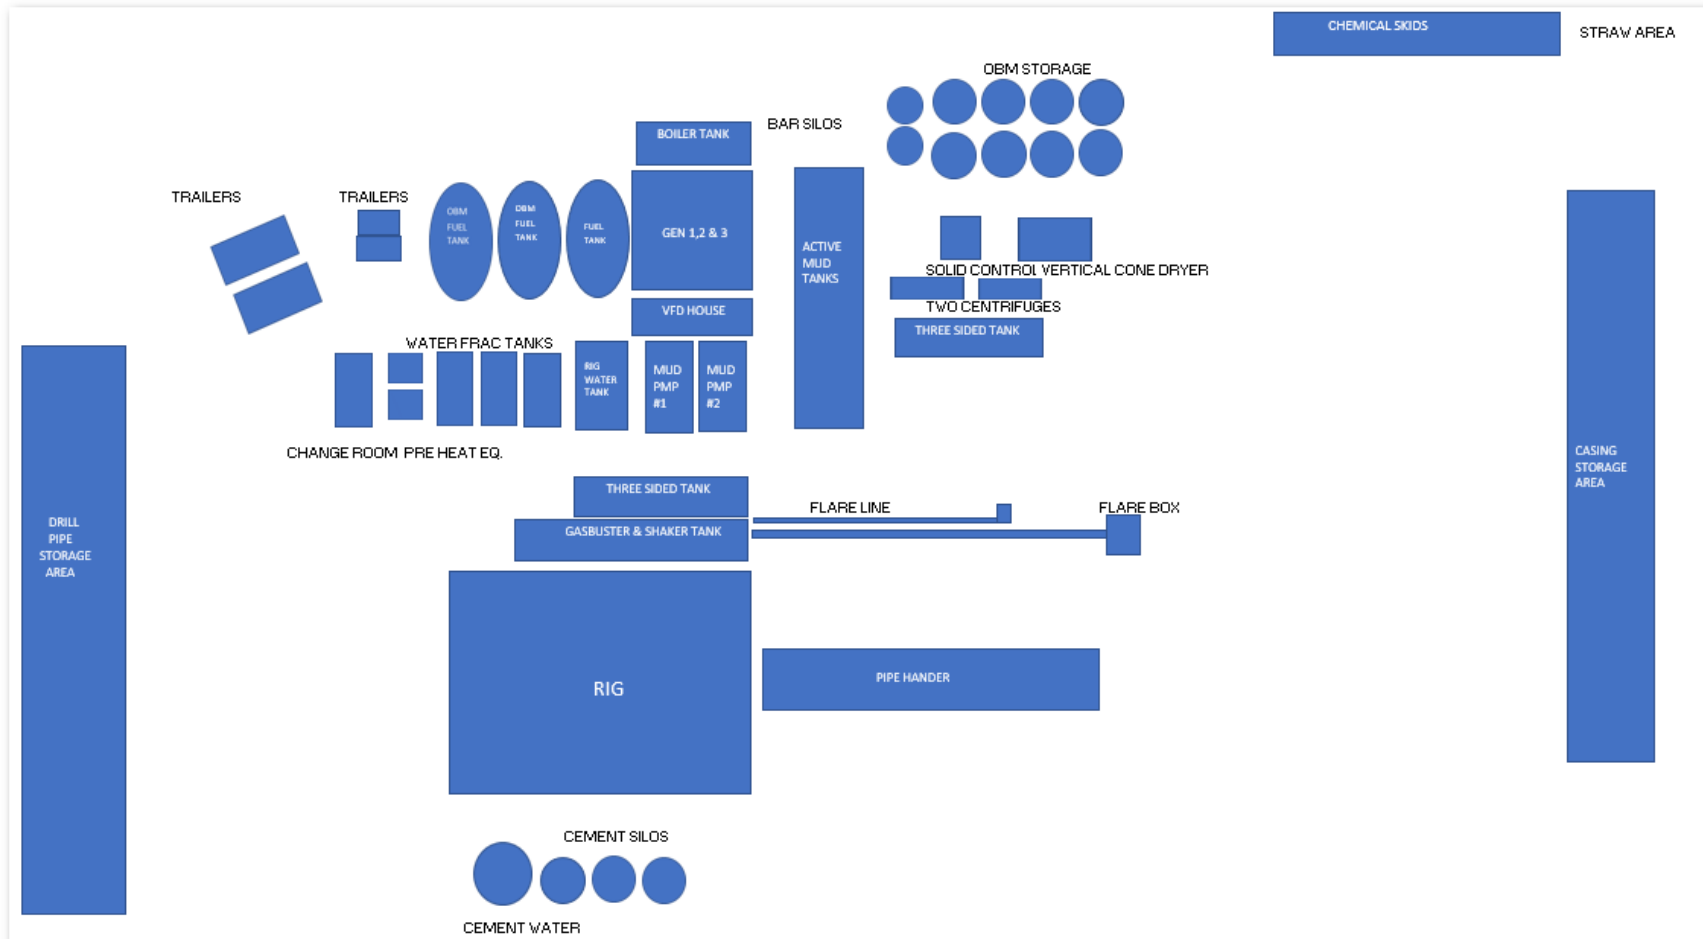 CHEMICAL SKIDS
STRAW AREA
OBM STORAGE
BAR SILOS
BOILER TANK
TRAILERS
TRAILERS
OBM
FUEL
TANK
OBM
FUEL
TANK
FUEL
TANK
GEN 1,2 & 3
ACTIVE
MUD
TANKS
SOLID CONTROL VERTICAL CONE DRYER
TWO CENTRIFUGES
THREE SIDED TANK
VFD HOUSE
WATER FRAC TANKS
RIG
WATER
TANK
MUD
PMP
#1
MUD
PMP
#2
CHANGE ROOM PRE HEAT EQ.
THREE SIDED TANK
GASBUSTER & SHAKER TANK
FLARE LINE
FLARE BOX
DRILL
PIPE
STORAGE
AREA
CASING
STORAGE
AREA
RIG
PIPE HANDER
CEMENT SILOS
CEMENT WATER